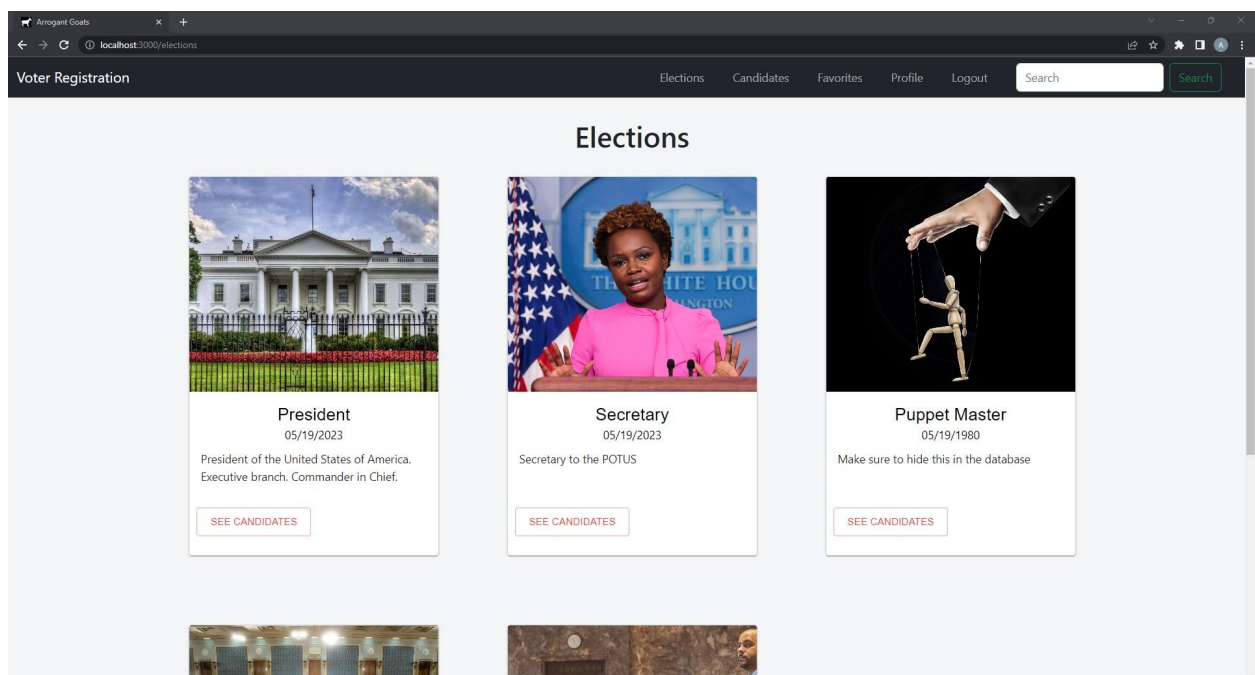 Arrogant Goats
localhost:3000/elections
A
Voter Registration
Elections
Candidates
Favorites
Profile
Logout
Search
Search
Elections
THE WHITE HOU
President
05/19/2023
President of the United States of America.
Executive branch. Commander in Chief.
SEE CANDIDATES
Secretary
05/19/2023
Secretary to the POTUS
SEE CANDIDATES
Puppet Master
05/19/1980
Make sure to hide this in the database
SEE CANDIDATES